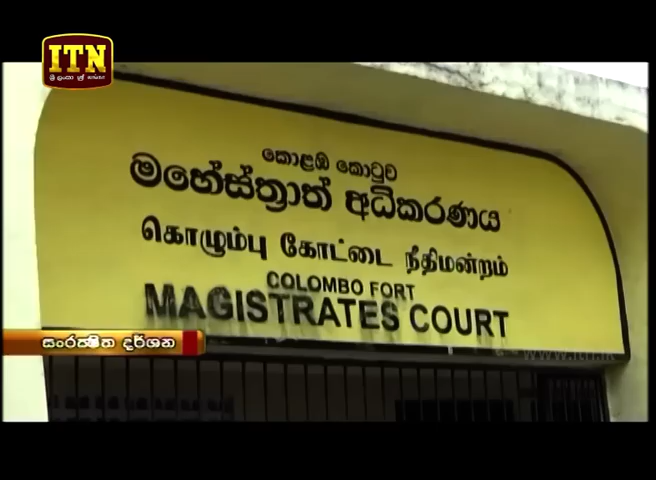 ITN
කොළඹ කොටුව
මහේස්ත්‍රාත් අධිකරණය
கொழும்பு கோட்டை நீதிமன்றம்
COLOMBO FORT
MAGISTRATES COURT
සංරක්ෂිත දර්ශන